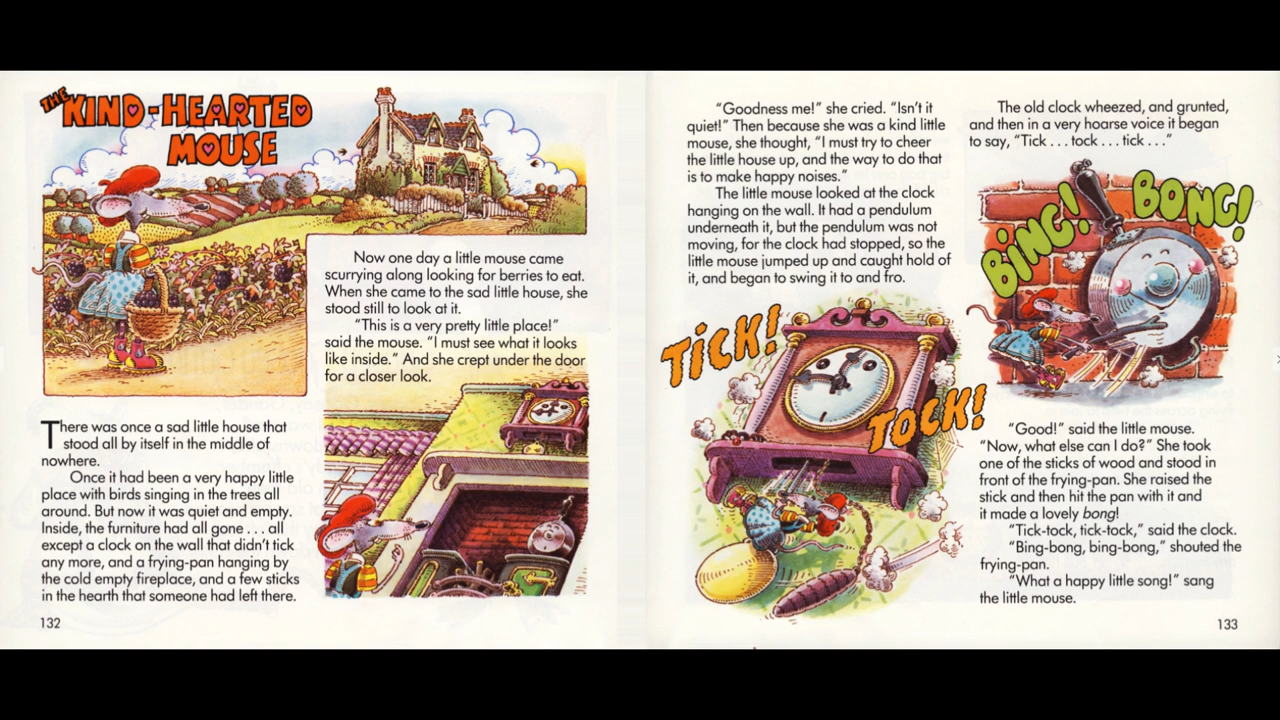 THE
KIND-HEARTED
MOUSE
There was once a sad little house that
stood all by itself in the middle of
nowhere.
Once it had been a very happy little
place with birds singing in the trees all
around. But now it was quiet and empty.
Inside, the furniture had all gone . . . all
except a clock on the wall that didn't tick
any more, and a frying-pan hanging by
the cold empty fireplace, and a few sticks
in the hearth that someone had left there.
132
Now one day a little mouse came
scurrying along looking for berries to eat.
When she came to the sad little house, she
stood still to look at it.
“This is a very pretty little place!”
said the mouse. “I must see what it looks
like inside.” And she crept under the door
for a closer look.
“Goodness me!” she cried. “Isn't it
quiet!” Then because she was a kind little
mouse, she thought, “I must try to cheer
the little house up, and the way to do that
is to make happy noises.”
The little mouse looked at the clock
hanging on the wall. It had a pendulum
underneath it, but the pendulum was not
moving, for the clock had stopped, so the
little mouse jumped up and caught hold of
it, and began to swing it to and fro.
TICK!
TOCK!
The old clock wheezed, and grunted,
and then in a very hoarse voice it began
to say, “Tick . . . tock . . . tick . . .”
BING!
BONG!
“Good!” said the little mouse.
“Now, what else can I do?” She took
one of the sticks of wood and stood in
front of the frying-pan. She raised the
stick and then hit the pan with it and
it made a lovely bong!
“Tick-tock, tick-tock,” said the clock.
“Bing-bong, bing-bong,” shouted the
frying-pan.
“What a happy little song!” sang
the little mouse.
133